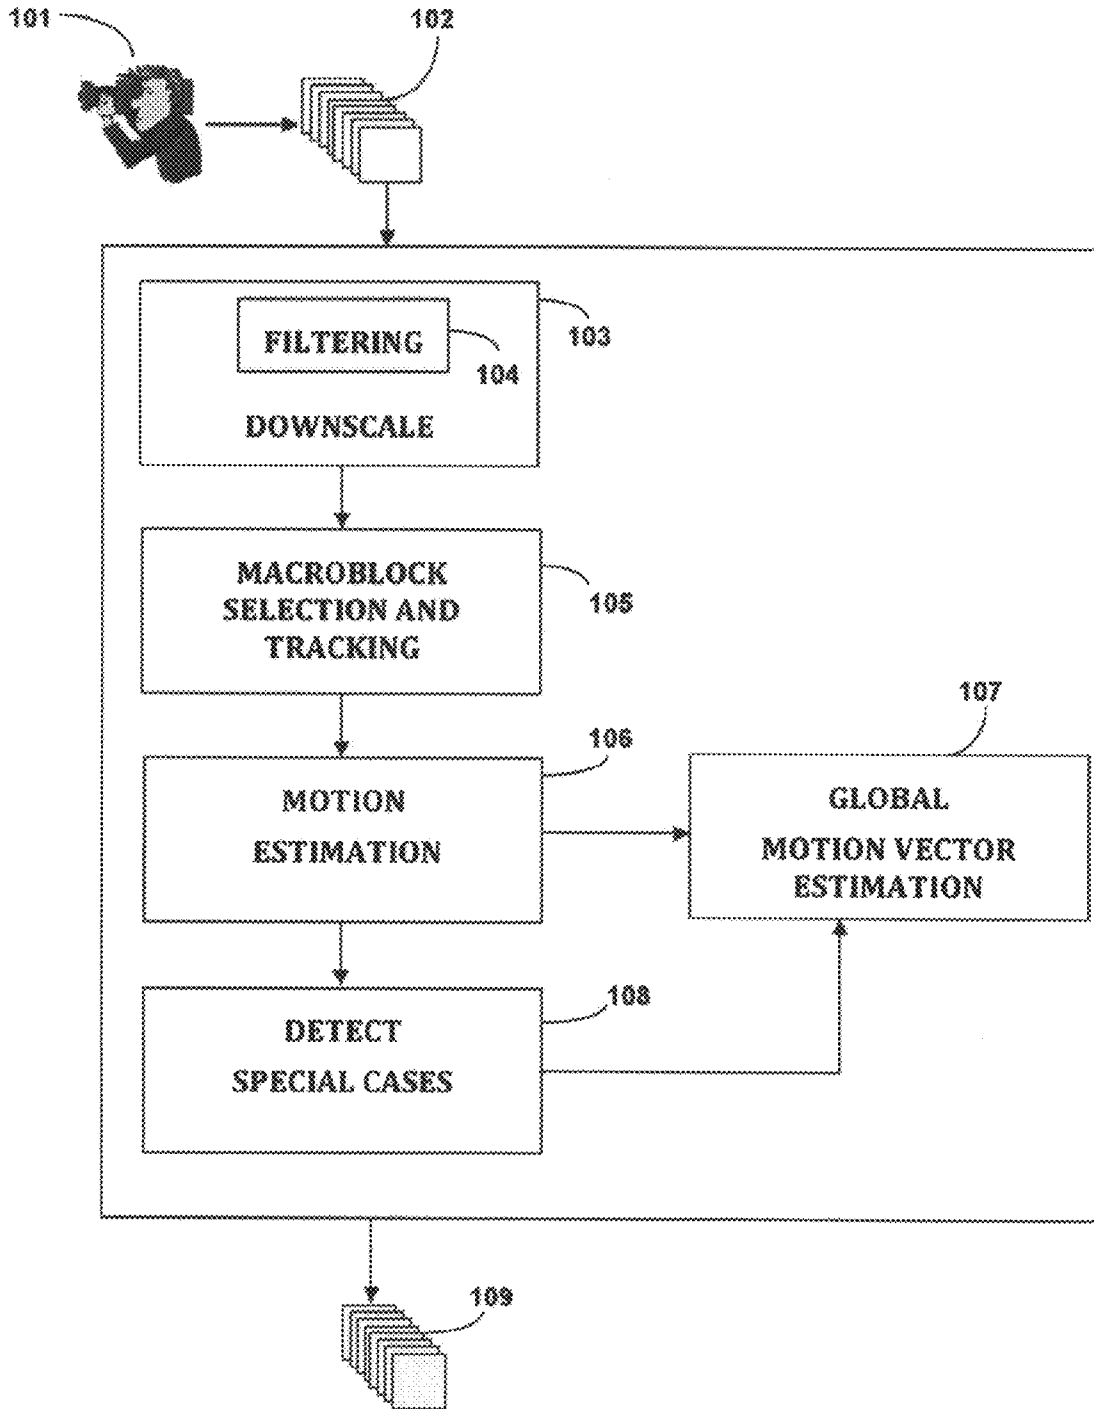 101
102
FILTERING
103
104
DOWNSCALE
MACROBLOCK
SELECTION AND
TRACKING
105
106
107
MOTION
ESTIMATION
GLOBAL
MOTION VECTOR
ESTIMATION
108
DETECT
SPECIAL CASES
109